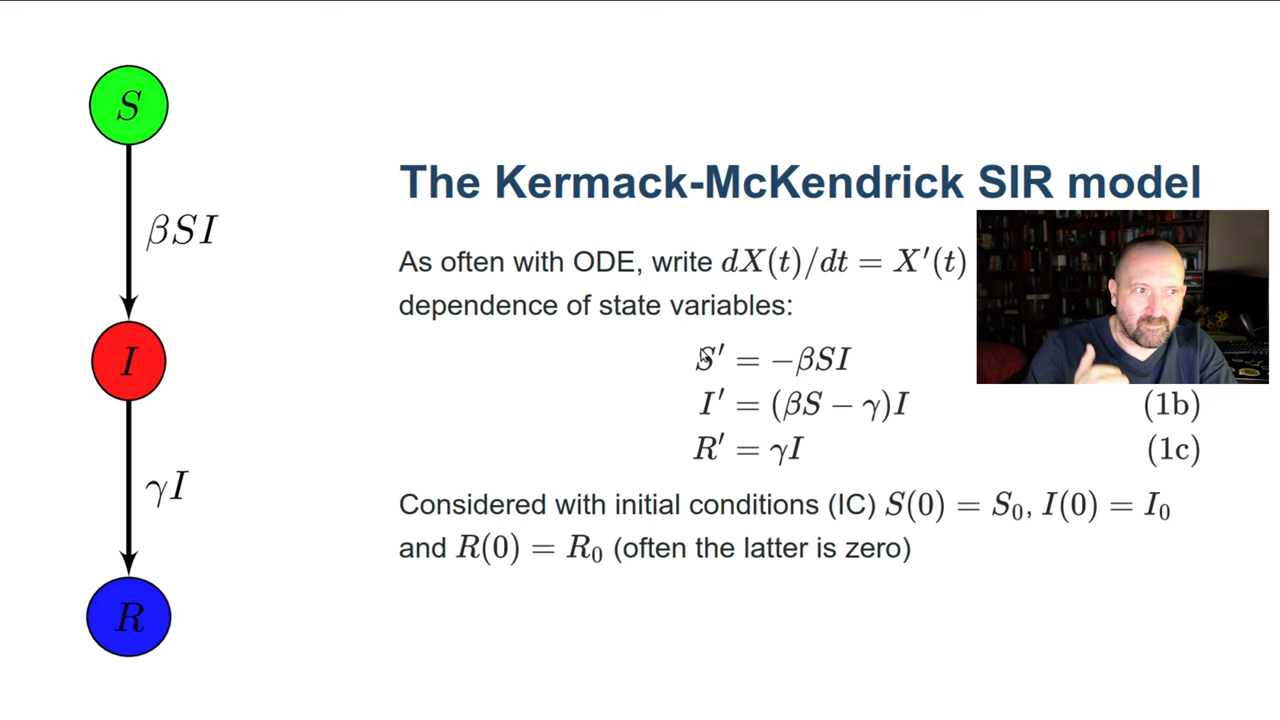 S
βSI
I
γI
R
The Kermack-McKendrick SIR model
As often with ODE, write dX(t)/dt = X′(t)
dependence of state variables:
S′ = −βSI
I′ = (βS − γ)I (1b)
R′ = γI (1c)
Considered with initial conditions (IC) S(0) = S₀, I(0) = I₀
and R(0) = R₀ (often the latter is zero)